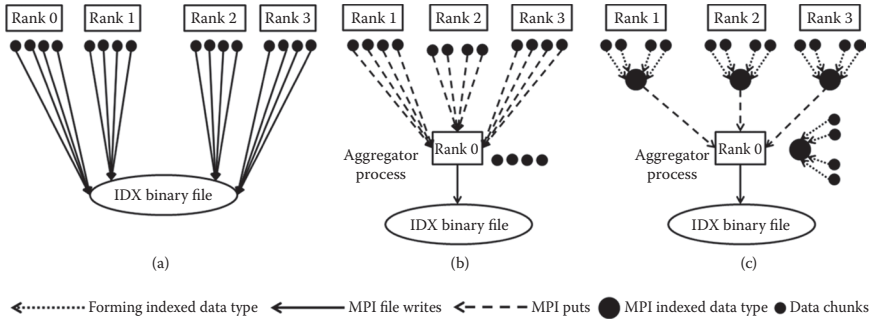 Rank 0 Rank 1 Rank 2 Rank 3
IDX binary file
(a)
Rank 1 Rank 2 Rank 3
Aggregator
process
Rank 0
IDX binary file
(b)
Rank 1 Rank 2 Rank 3
Aggregator
process
Rank 0
IDX binary file
(c)
Forming indexed data type MPI file writes MPI puts MPI indexed data type Data chunks